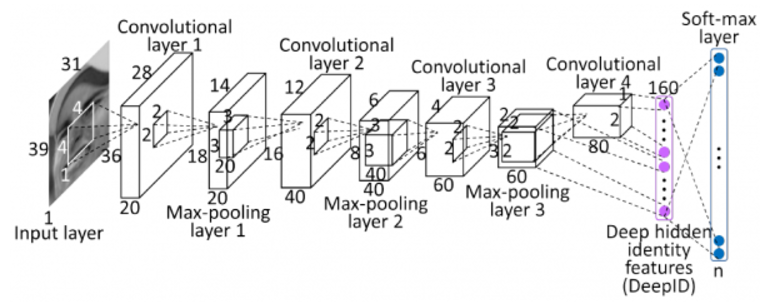 Convolutional
layer 1
Convolutional
layer 2
Convolutional
layer 3
Convolutional
layer 4
Soft-max
layer
31
39
4
4
1
1
Input layer
28
36
2
2
20
14
18
3
3
20
20
Max-pooling
layer 1
12
16
2
2
40
6
8
3
3
40
40
Max-pooling
layer 2
4
6
2
2
60
2
3
2
2
60
Max-pooling
layer 3
1
2
80
160
Deep hidden
identity
features
(DeepID)
n